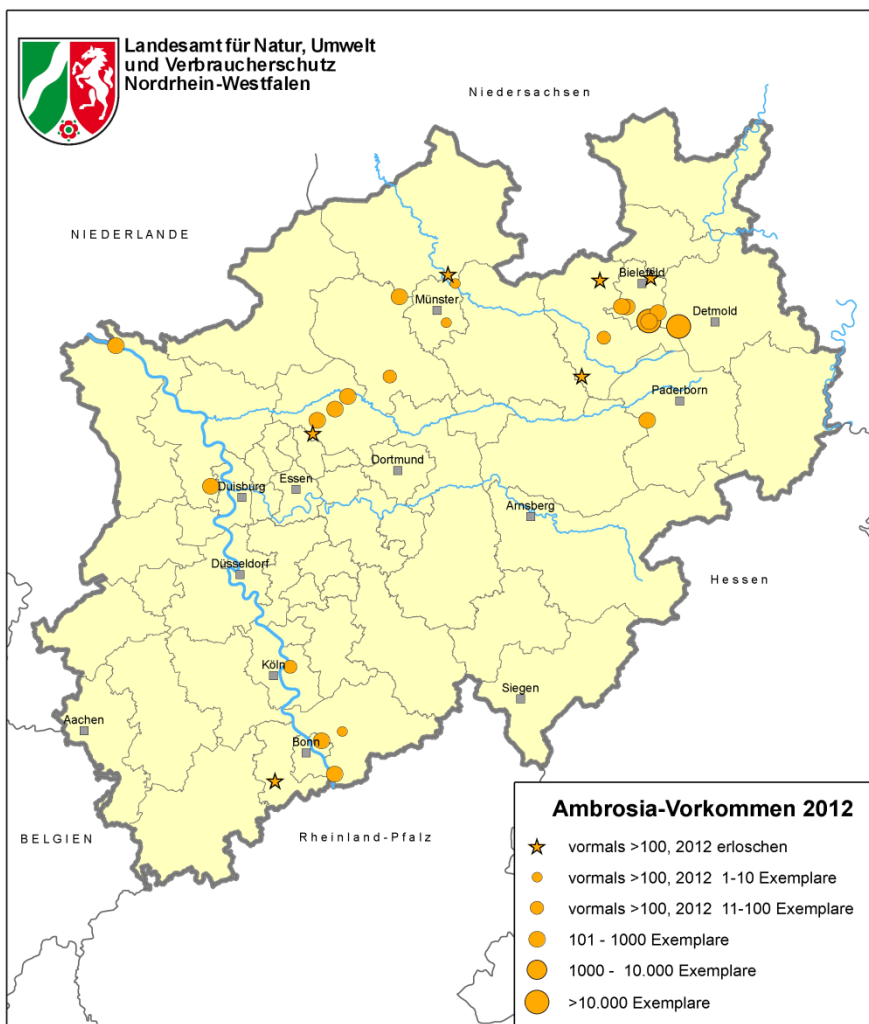 Landesamt für Natur, Umwelt
und Verbraucherschutz
Nordrhein-Westfalen
Niedersachsen
NIEDERLANDE
Bielefeld
Münster
Detmold
Paderborn
Dortmund
Essen
Duisburg
Arnsberg
Düsseldorf
Hessen
Köln
Siegen
Aachen
Bonn
BELGIEN
Rheinland-Pfalz
Ambrosia-Vorkommen 2012
vormals >100, 2012 erloschen
vormals >100, 2012 1-10 Exemplare
vormals >100, 2012 11-100 Exemplare
101 - 1000 Exemplare
1000 - 10.000 Exemplare
>10.000 Exemplare